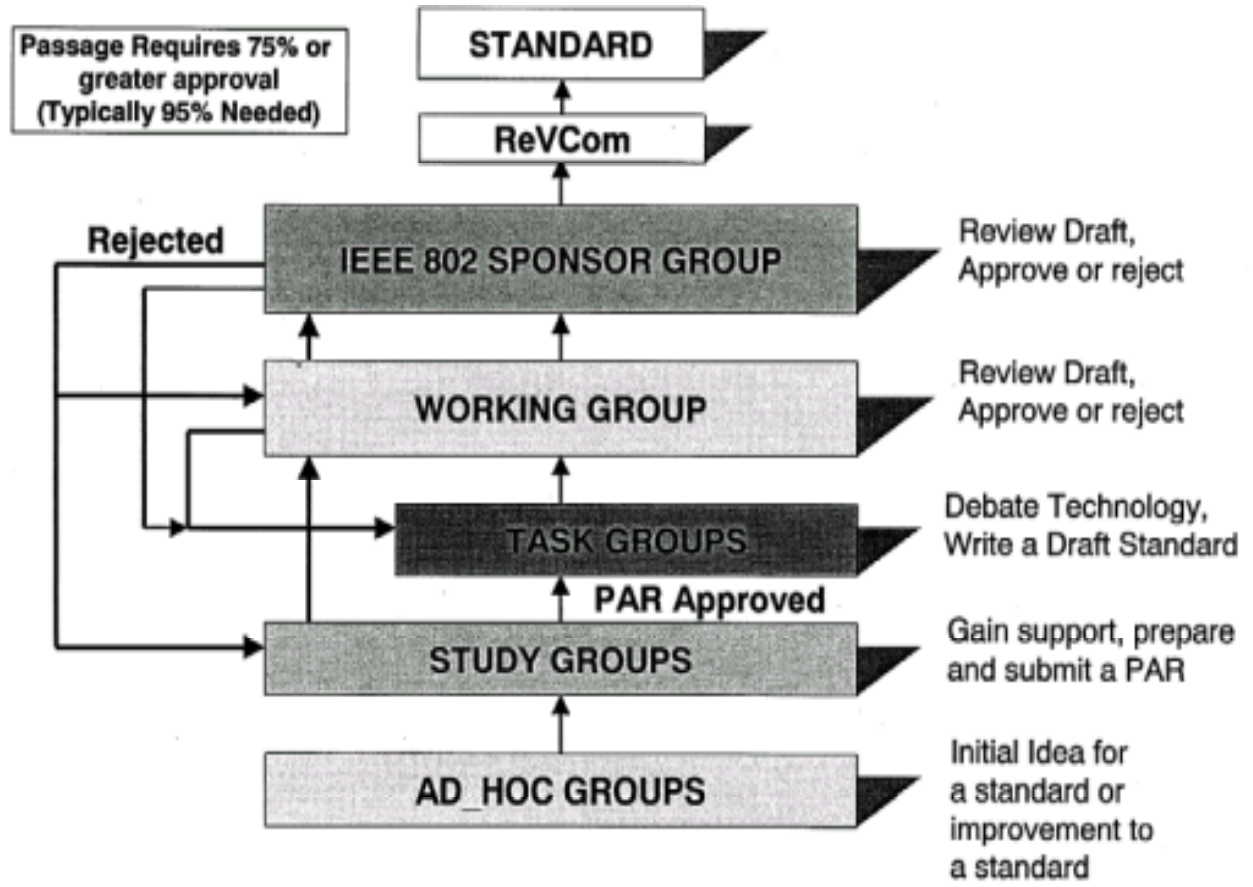 Passage Requires 75% or
greater approval
(Typically 95% Needed)
STANDARD
ReVCom
Rejected
IEEE 802 SPONSOR GROUP
Review Draft,
Approve or reject
WORKING GROUP
Review Draft,
Approve or reject
TASK GROUPS
Debate Technology,
Write a Draft Standard
PAR Approved
STUDY GROUPS
Gain support, prepare
and submit a PAR
AD_HOC GROUPS
Initial Idea for
a standard or
improvement to
a standard